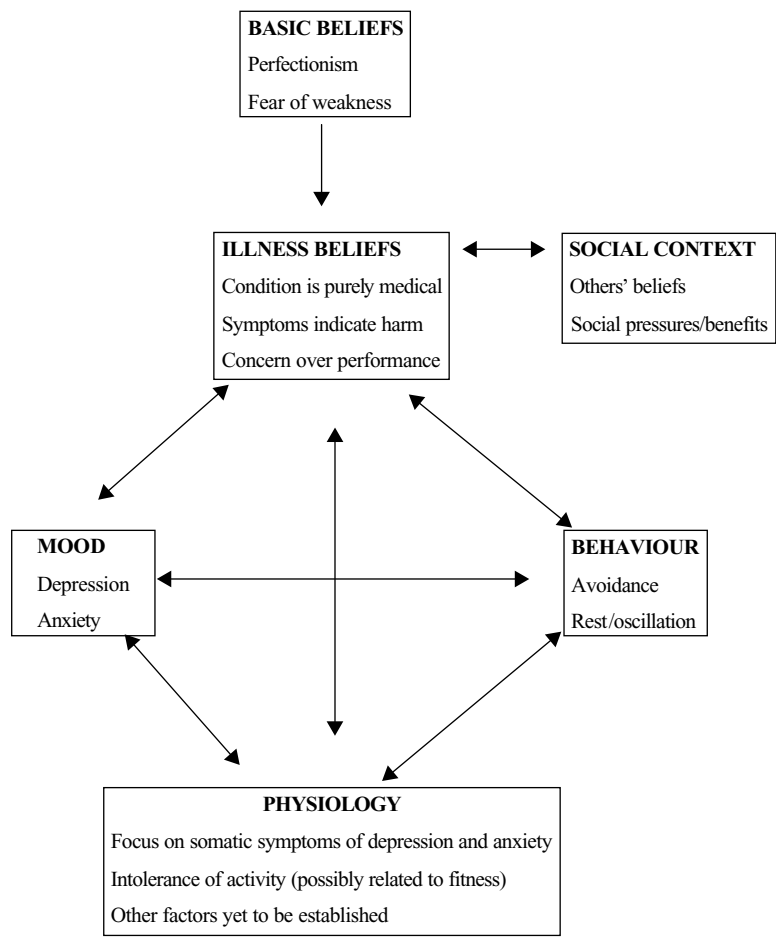 BASIC BELIEFS
Perfectionism
Fear of weakness
ILLNESS BELIEFS
Condition is purely medical
Symptoms indicate harm
Concern over performance
SOCIAL CONTEXT
Others’ beliefs
Social pressures/benefits
MOOD
Depression
Anxiety
BEHAVIOUR
Avoidance
Rest/oscillation
PHYSIOLOGY
Focus on somatic symptoms of depression and anxiety
Intolerance of activity (possibly related to fitness)
Other factors yet to be established